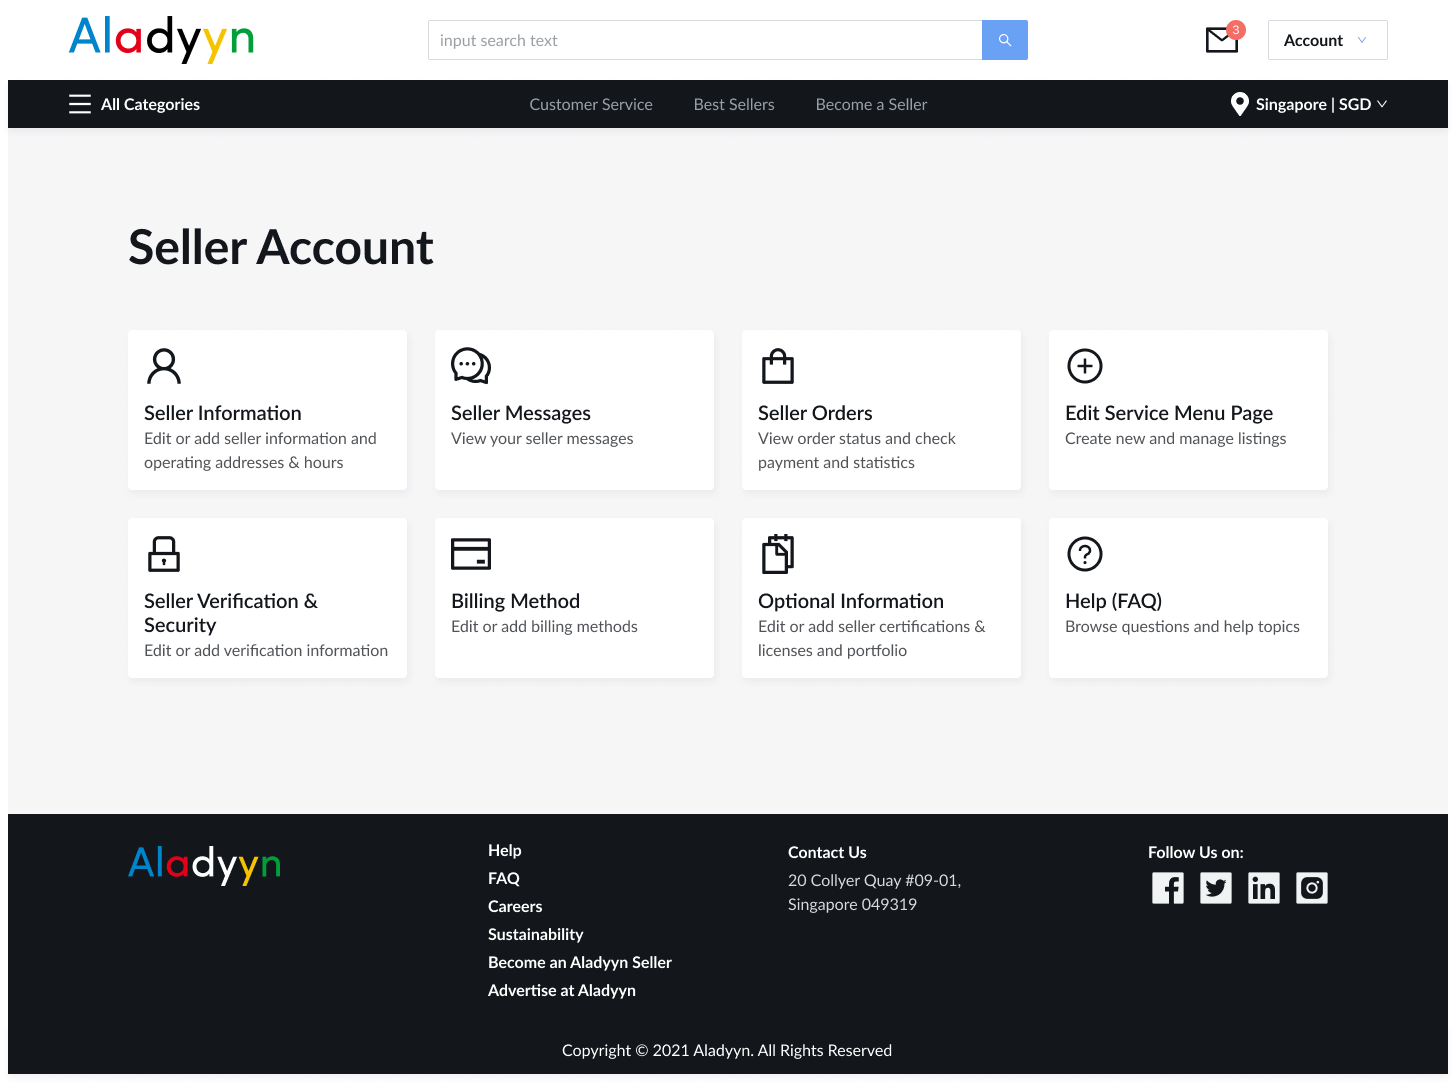 Aladyyn
input search text
3
Account
All Categories
Customer Service
Best Sellers
Become a Seller
Singapore | SGD
Seller Account
Seller Information
Edit or add seller information and
operating addresses & hours
Seller Messages
View your seller messages
Seller Orders
View order status and check
payment and statistics
Edit Service Menu Page
Create new and manage listings
Seller Verification &
Security
Edit or add verification information
Billing Method
Edit or add billing methods
Optional Information
Edit or add seller certifications &
licenses and portfolio
Help (FAQ)
Browse questions and help topics
Aladyyn
Help
FAQ
Careers
Sustainability
Become an Aladyyn Seller
Advertise at Aladyyn
Contact Us
20 Collyer Quay #09-01,
Singapore 049319
Follow Us on:
Copyright © 2021 Aladyyn. All Rights Reserved